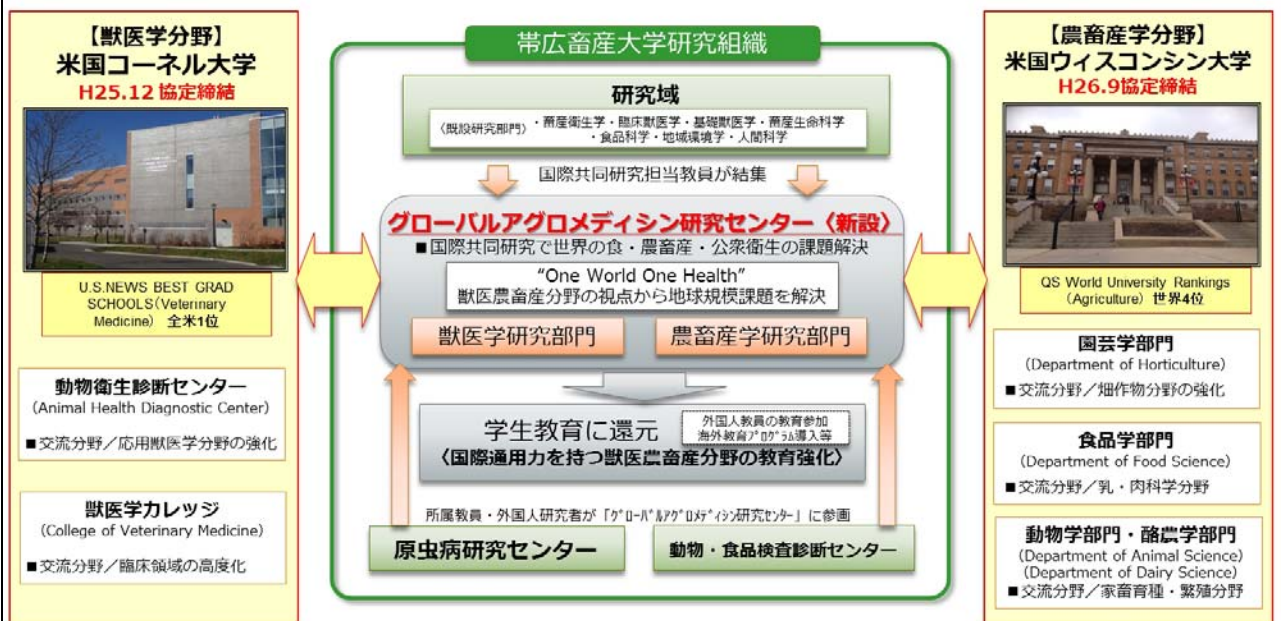 【獣医学分野】
米国コーネル大学
H25.12 協定締結
U.S.NEWS BEST GRAD
SCHOOLS(Veterinary
Medicine) 全米1位
動物衛生診断センター
(Animal Health Diagnostic Center)
■交流分野/応用獣医学分野の強化
獣医学カレッジ
(College of Veterinary Medicine)
■交流分野/臨床領域の高度化
帯広畜産大学研究組織
研究域
〈既設研究部門〉・畜産衛生学・臨床獣医学・基礎獣医学・畜産生命科学
・食品科学・地域環境学・人間科学
国際共同研究担当教員が結集
グローバルアグロメディシン研究センター〈新設〉
■国際共同研究で世界の食・農畜産・公衆衛生の課題解決
“One World One Health”
獣医農畜産分野の視点から地球規模課題を解決
獣医学研究部門
農畜産学研究部門
学生教育に還元
外国人教員の教育参加
海外教育ﾌﾟﾛｸﾞﾗﾑ導入等
〈国際通用力を持つ獣医農畜産分野の教育強化〉
所属教員・外国人研究者が「ｸﾞﾛｰﾊﾞﾙｱｸﾞﾛﾒﾃﾞｨｼﾝ研究ｾﾝﾀｰ」に参画
原虫病研究センター
動物・食品検査診断センター
【農畜産学分野】
米国ウィスコンシン大学
H26.9協定締結
QS World University Rankings
(Agriculture) 世界4位
園芸学部門
(Department of Horticulture)
■交流分野/畑作物分野の強化
食品学部門
(Department of Food Science)
■交流分野/乳・肉科学分野
動物学部門・酪農学部門
(Department of Animal Science)
(Department of Dairy Science)
■交流分野/家畜育種・繁殖分野